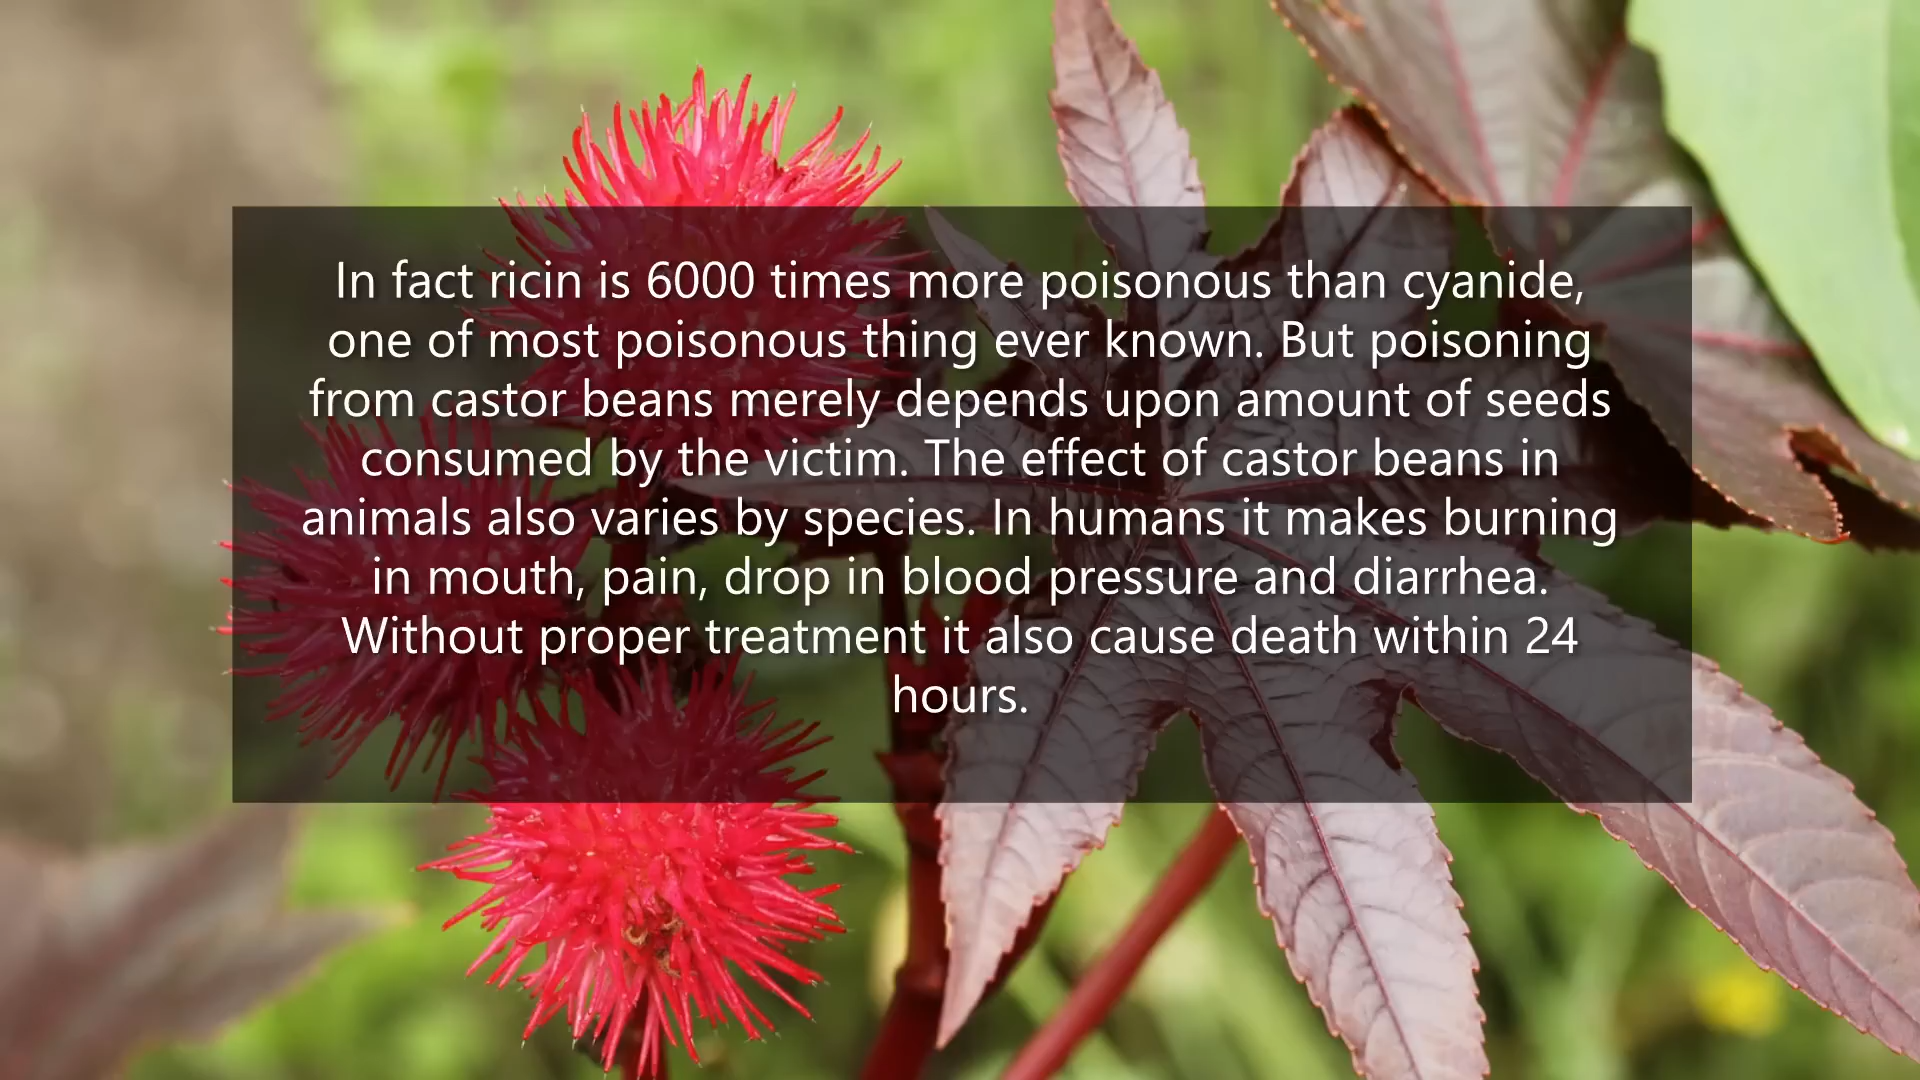 In fact ricin is 6000 times more poisonous than cyanide,
one of most poisonous thing ever known. But poisoning
from castor beans merely depends upon amount of seeds
consumed by the victim. The effect of castor beans in
animals also varies by species. In humans it makes burning
in mouth, pain, drop in blood pressure and diarrhea.
Without proper treatment it also cause death within 24
hours.